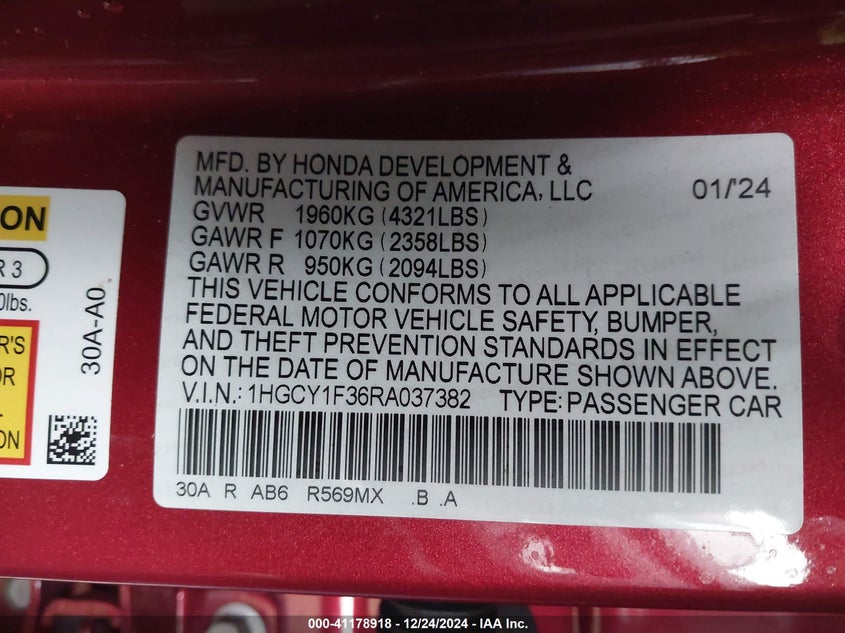 MFD. BY HONDA DEVELOPMENT &
MANUFACTURING OF AMERICA, LLC 01/'24
GVWR 1960KG (4321LBS)
GAWR F 1070KG (2358LBS)
GAWR R 950KG (2094LBS)
THIS VEHICLE CONFORMS TO ALL APPLICABLE
FEDERAL MOTOR VEHICLE SAFETY, BUMPER,
AND THEFT PREVENTION STANDARDS IN EFFECT
ON THE DATE OF MANUFACTURE SHOWN ABOVE.
V.I.N.: 1HGCY1F36RA037382 TYPE: PASSENGER CAR
30A R AB6 R569MX .B .A
ON
R 3
0lbs.
R'S
OR
L-
ON
30A-A0
000-41178918 - 12/24/2024 - IAA Inc.